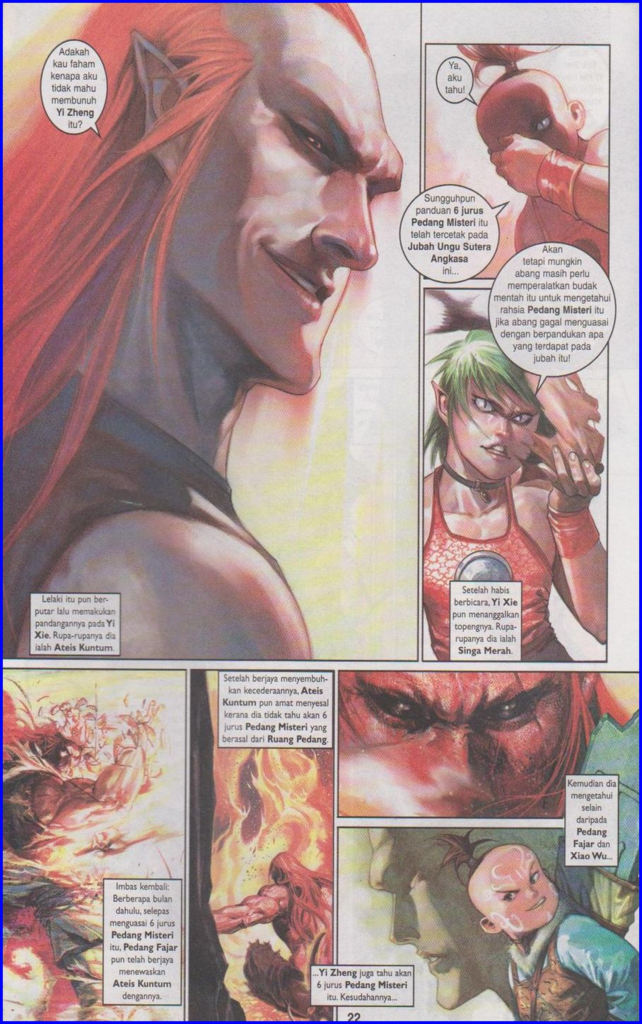 Adakah
kau faham
kenapa aku
tidak mahu
membunuh
Yi Zheng
itu?
Ya,
aku
tahu!
Sungguhpun
panduan 6 jurus
Pedang Misteri itu
telah tercetak pada
Jubah Ungu Sutera
Angkasa
ini...
Akan
tetapi mungkin
abang masih perlu
memperalatkan budak
mentah itu untuk mengetahui
rahsia Pedang Misteri itu
jika abang gagal menguasai
dengan berpandukan apa
yang terdapat pada
jubah itu!
Lelaki itu pun ber-
putar lalu memakukan
pandangannya pada Yi
Xie. Rupa-rupanya dia
ialah Ateis Kuntum.
Setelah habis
berbicara, Yi Xie
pun menanggalkan
topengnya. Rupa-
rupanya dia ialah
Singa Merah.
Imbas kembali:
Berberapa bulan
dahulu, selepas
menguasai 6 jurus
Pedang Misteri
itu, Pedang Fajar
pun telah berjaya
menewaskan
Ateis Kuntum
dengannya.
Setelah berjaya menyembuh-
kan kecederaannya, Ateis
Kuntum pun amat menyesal
kerana dia tidak tahu akan 6
jurus Pedang Misteri yang
berasal dari Ruang Pedang.
Kemudian dia
mengetahui
selain
daripada
Pedang
Fajar dan
Xiao Wu...
...Yi Zheng juga tahu akan
6 jurus Pedang Misteri
itu. Kesudahannya...
22